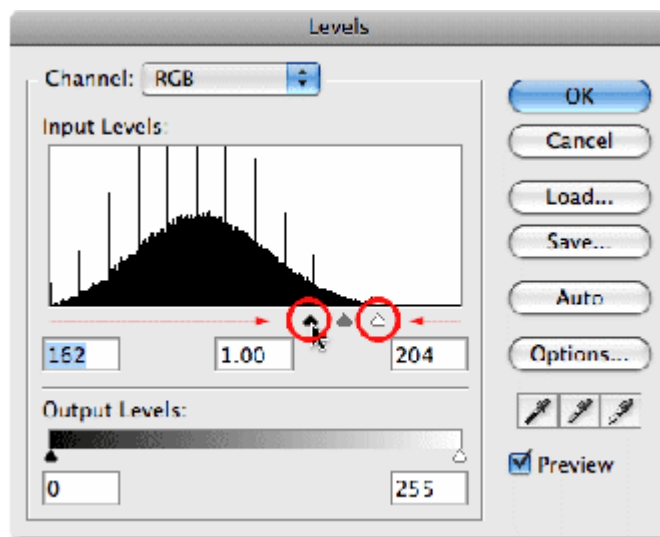 Levels
Channel: RGB
OK
Input Levels:
Cancel
Load...
Save...
Auto
162
1.00
204
Options...
Output Levels:
Preview
0
255